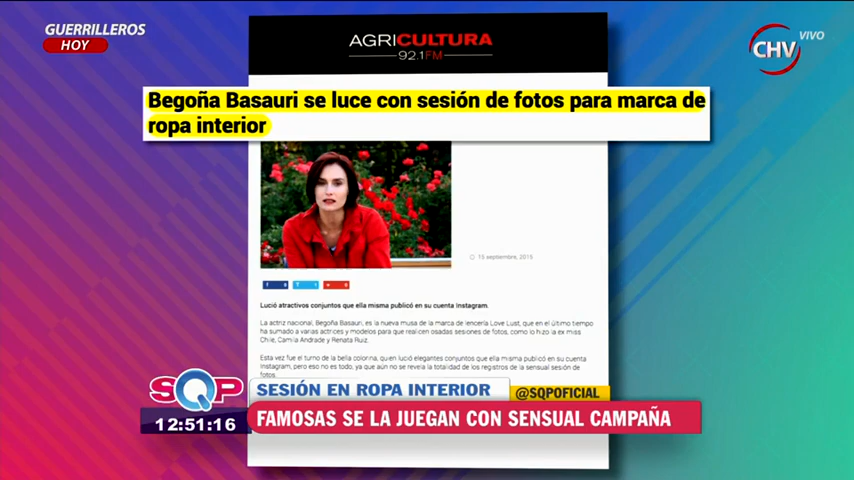 GUERRILLEROS
HOY
CHV VIVO
AGRICULTURA
92.1FM
Begoña Basauri se luce con sesión de fotos para marca de
ropa interior
15 septiembre, 2015
Lució atractivos conjuntos que ella misma publicó en su cuenta Instagram.
La actriz nacional, Begoña Basauri, es la nueva musa de la marca de lencería Love Lust, que en el último tiempo
ha sumado a varias actrices y modelos para que realicen osadas sesiones de fotos, como lo hizo la ex miss
Chile, Camila Andrade y Renata Ruiz.
Esta vez fue el turno de la bella colorina, quien lució elegantes conjuntos que ella misma publicó en su cuenta
Instagram, pero eso no es todo, ya que aún no se revela la totalidad de los registros de la sensual sesión de
fotos.
SQP
SESIÓN EN ROPA INTERIOR
@SQPOFICIAL
12:51:16
FAMOSAS SE LA JUEGAN CON SENSUAL CAMPAÑA